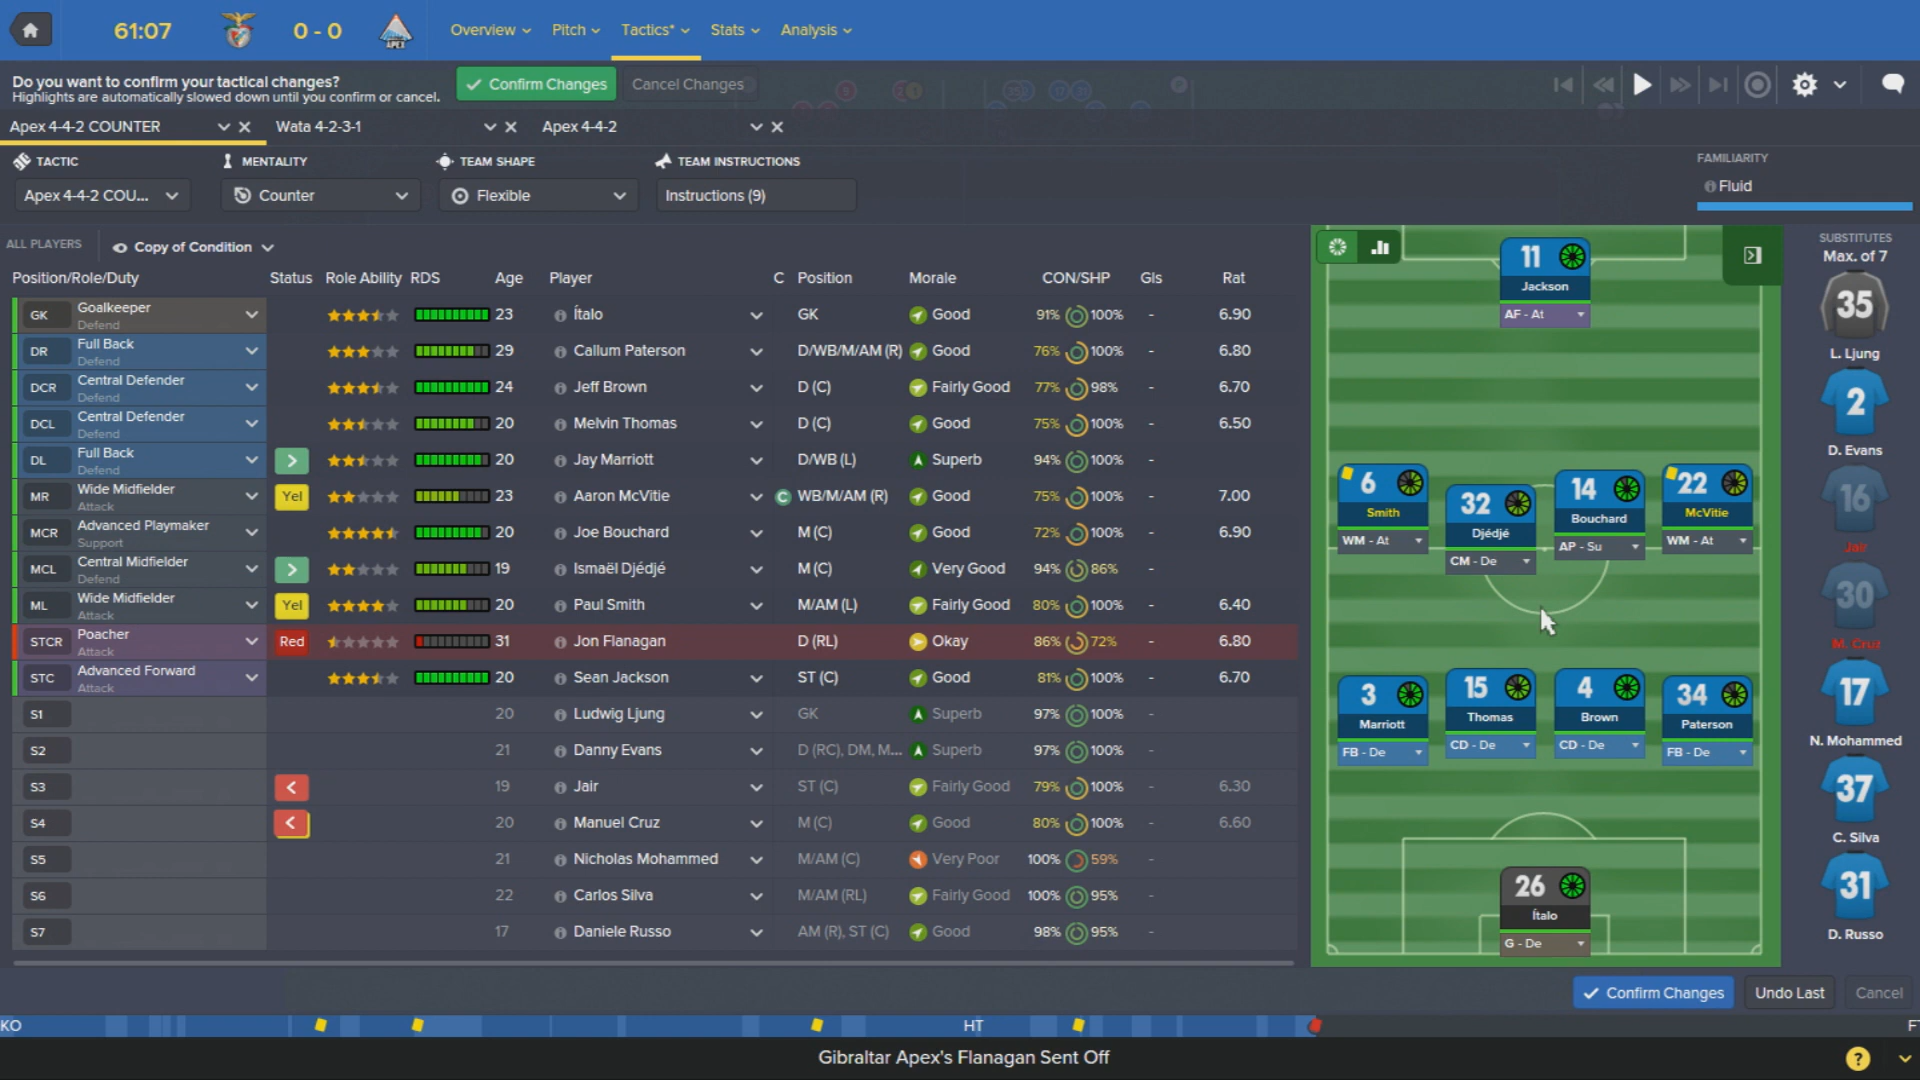 61:07
0 - 0
APEX
Overview
Pitch
Tactics*
Stats
Analysis
Do you want to confirm your tactical changes?
Highlights are automatically slowed down until you confirm or cancel.
Confirm Changes
Cancel Changes
Apex 4-4-2 COUNTER
Wata 4-2-3-1
Apex 4-4-2
TACTIC
MENTALITY
TEAM SHAPE
TEAM INSTRUCTIONS
FAMILIARITY
Apex 4-4-2 COU...
Counter
Flexible
Instructions (9)
Fluid
ALL PLAYERS
Copy of Condition
Position/Role/Duty Status Role Ability RDS Age Player C Position Morale CON/SHP Gls Rat
GK Goalkeeper Defend 23 Ítalo GK Good 91% 100% - 6.90
DR Full Back Defend 29 Callum Paterson D/WB/M/AM (R) Good 76% 100% - 6.80
DCR Central Defender Defend 24 Jeff Brown D (C) Fairly Good 77% 98% - 6.70
DCL Central Defender Defend 20 Melvin Thomas D (C) Good 75% 100% - 6.50
DL Full Back Defend 20 Jay Marriott D/WB (L) Superb 94% 100% -
MR Wide Midfielder Attack Yel 23 Aaron McVitie C WB/M/AM (R) Good 75% 100% - 7.00
MCR Advanced Playmaker Support 20 Joe Bouchard M (C) Good 72% 100% - 6.90
MCL Central Midfielder Defend 19 Ismaël Djédjé M (C) Very Good 94% 86% -
ML Wide Midfielder Attack Yel 20 Paul Smith M/AM (L) Fairly Good 80% 100% - 6.40
STCR Poacher Attack Red 31 Jon Flanagan D (RL) Okay 86% 72% - 6.80
STC Advanced Forward Attack 20 Sean Jackson ST (C) Good 81% 100% - 6.70
S1 20 Ludwig Ljung GK Superb 97% 100% -
S2 21 Danny Evans D (RC), DM, M... Superb 97% 100% -
S3 19 Jair ST (C) Fairly Good 79% 100% - 6.30
S4 20 Manuel Cruz M (C) Good 80% 100% - 6.60
S5 21 Nicholas Mohammed M/AM (C) Very Poor 100% 59% -
S6 22 Carlos Silva M/AM (RL) Fairly Good 100% 95% -
S7 17 Daniele Russo AM (R), ST (C) Good 98% 95% -
11
Jackson
AF - At
6
Smith
WM - At
32
Djédjé
CM - De
14
Bouchard
AP - Su
22
McVitie
WM - At
3
Marriott
FB - De
15
Thomas
CD - De
4
Brown
CD - De
34
Paterson
FB - De
26
Ítalo
G - De
SUBSTITUTES
Max. of 7
35
L. Ljung
2
D. Evans
16
Jair
30
M. Cruz
17
N. Mohammed
37
C. Silva
31
D. Russo
Confirm Changes
Undo Last
Cancel
KO
HT
Gibraltar Apex's Flanagan Sent Off
?